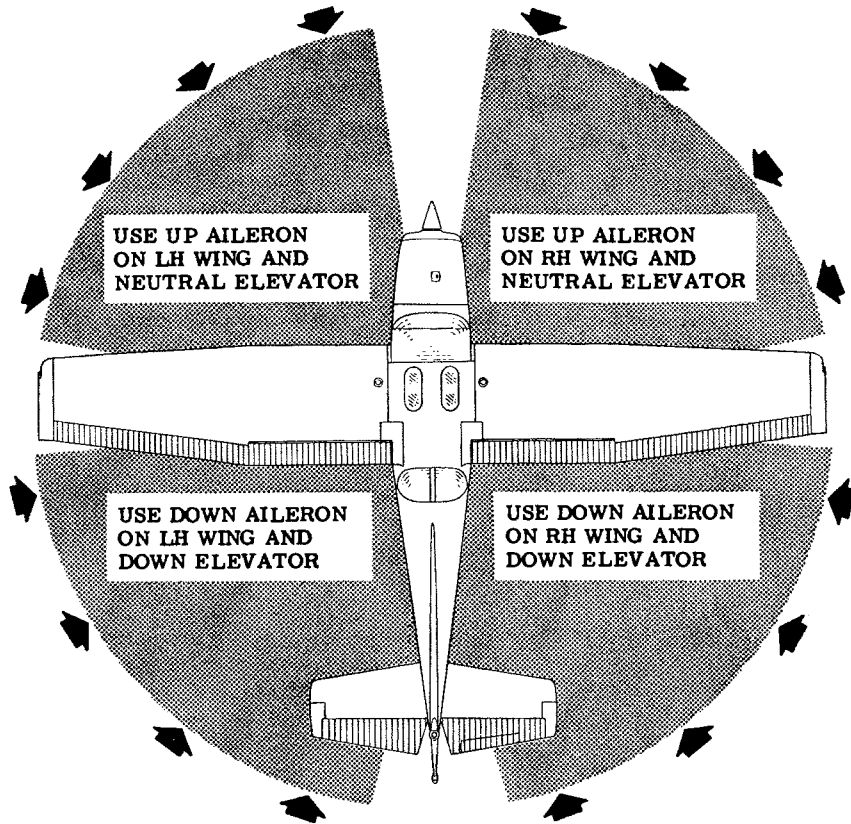 USE UP AILERON
ON LH WING AND
NEUTRAL ELEVATOR
USE UP AILERON
ON RH WING AND
NEUTRAL ELEVATOR
USE DOWN AILERON
ON LH WING AND
DOWN ELEVATOR
USE DOWN AILERON
ON RH WING AND
DOWN ELEVATOR